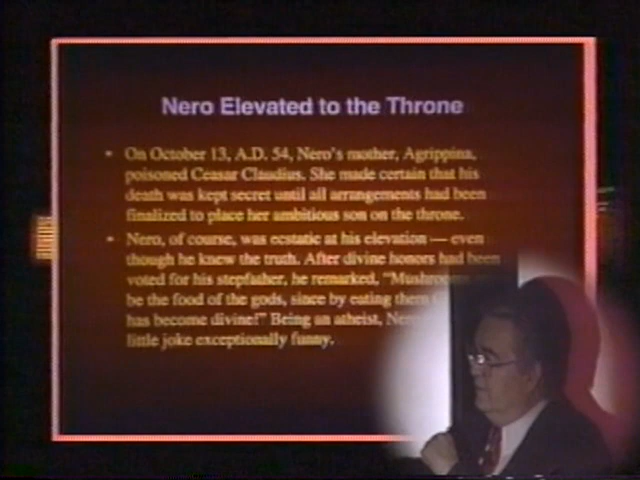 Nero Elevated to the Throne
• On October 13, A.D. 54, Nero's mother, Agrippina,
poisoned Ceasar Claudius. She made certain that his
death was kept secret until all arrangements had been
finalized to place her ambitious son on the throne.
• Nero, of course, was ecstatic at his elevation — even
though he knew the truth. After divine honors had been
voted for his stepfather, he remarked,
be the food of the gods, since by eating them
has become divine!" Being an atheist,
little joke exceptionally funny.